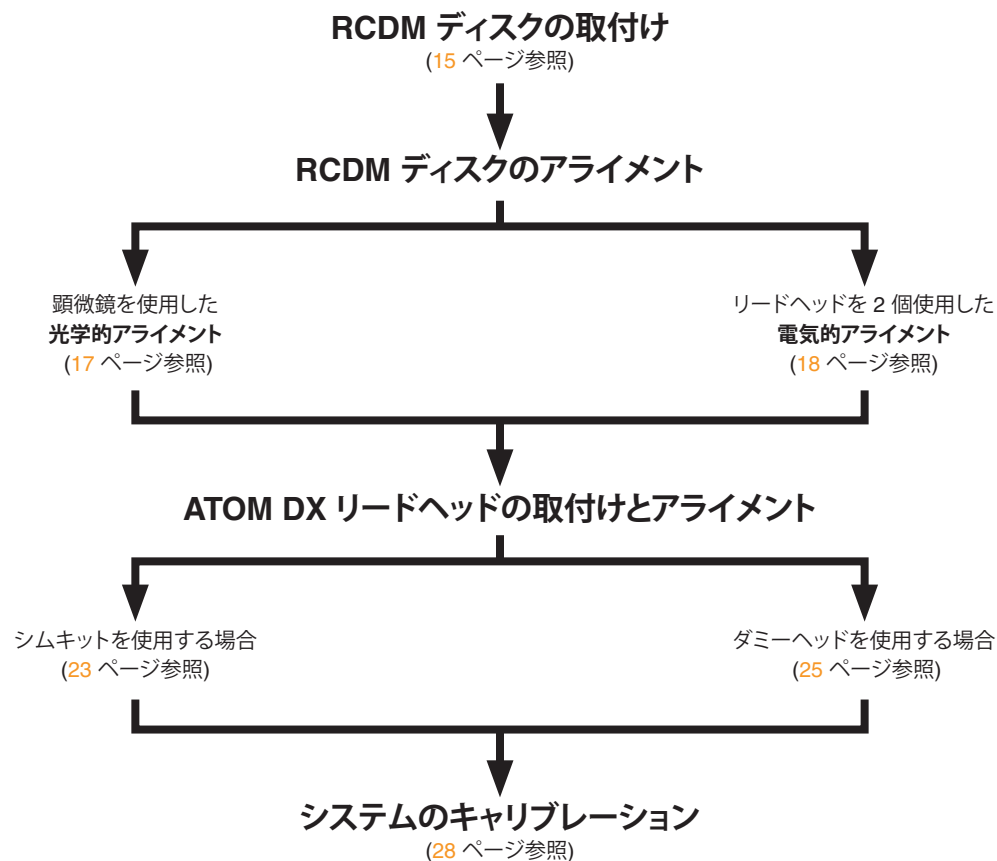 RCDM ディスクの取付け
(15 ページ参照)
RCDM ディスクのアライメント
顕微鏡を使用した
光学的アライメント
(17 ページ参照)
リードヘッドを 2 個使用した
電気的アライメント
(18 ページ参照)
ATOM DX リードヘッドの取付けとアライメント
シムキットを使用する場合
(23 ページ参照)
ダミーヘッドを使用する場合
(25 ページ参照)
システムのキャリブレーション
(28 ページ参照)